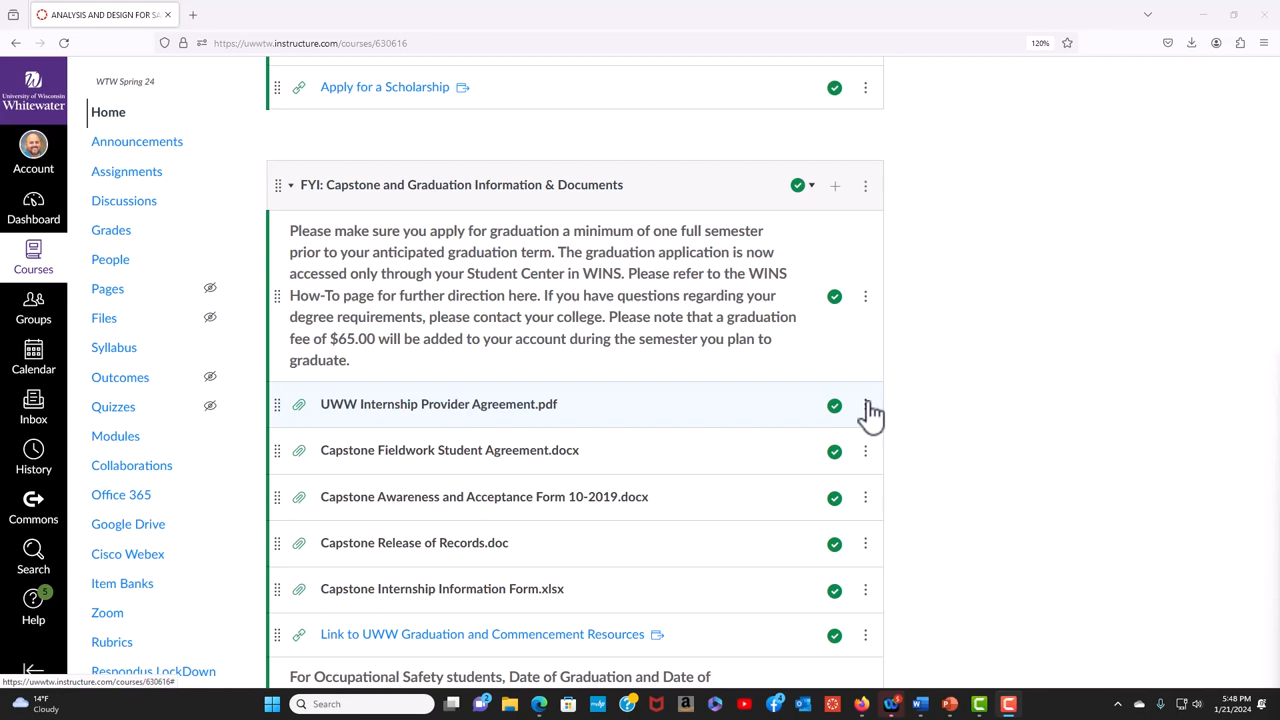 ANALYSIS AND DESIGN FOR SA
https://uwwtw.instructure.com/courses/630616
120%
University of Wisconsin
Whitewater
Account
Dashboard
Courses
Groups
Calendar
Inbox
History
Commons
Search
5
Help
WTW Spring 24
Home
Announcements
Assignments
Discussions
Grades
People
Pages
Files
Syllabus
Outcomes
Quizzes
Modules
Collaborations
Office 365
Google Drive
Cisco Webex
Item Banks
Zoom
Rubrics
Respondus LockDown
Apply for a Scholarship
FYI: Capstone and Graduation Information & Documents
Please make sure you apply for graduation a minimum of one full semester
prior to your anticipated graduation term. The graduation application is now
accessed only through your Student Center in WINS. Please refer to the WINS
How-To page for further direction here. If you have questions regarding your
degree requirements, please contact your college. Please note that a graduation
fee of $65.00 will be added to your account during the semester you plan to
graduate.
UWW Internship Provider Agreement.pdf
Capstone Fieldwork Student Agreement.docx
Capstone Awareness and Acceptance Form 10-2019.docx
Capstone Release of Records.doc
Capstone Internship Information Form.xlsx
Link to UWW Graduation and Commencement Resources
For Occupational Safety students, Date of Graduation and Date of
https://uwwtw.instructure.com/courses/630616#
14°F
Cloudy
Search
5:48 PM
1/21/2024